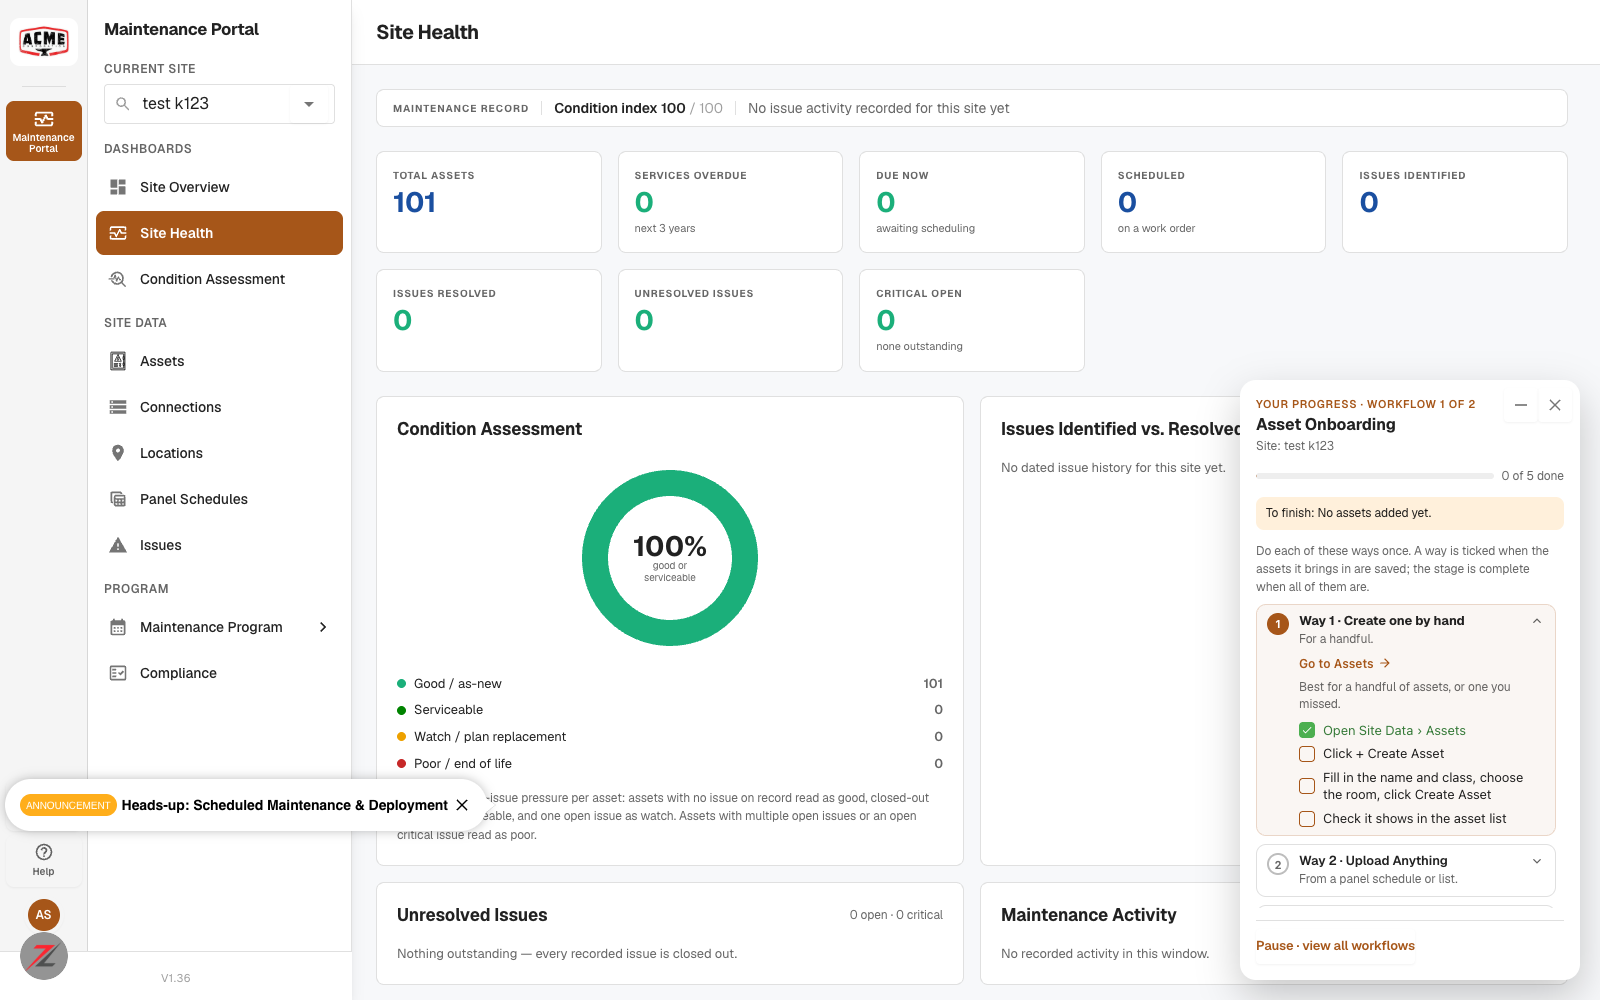 ACME
Maintenance
Portal
Help
AS
Maintenance Portal
CURRENT SITE
test k123
DASHBOARDS
Site Overview
Site Health
Condition Assessment
SITE DATA
Assets
Connections
Locations
Panel Schedules
Issues
PROGRAM
Maintenance Program
Compliance
V1.36
ANNOUNCEMENT Heads-up: Scheduled Maintenance & Deployment
Site Health
MAINTENANCE RECORD Condition index 100 / 100 No issue activity recorded for this site yet
TOTAL ASSETS
101
SERVICES OVERDUE
0
next 3 years
DUE NOW
0
awaiting scheduling
SCHEDULED
0
on a work order
ISSUES IDENTIFIED
0
ISSUES RESOLVED
0
UNRESOLVED ISSUES
0
CRITICAL OPEN
0
none outstanding
Condition Assessment
100%
good or
serviceable
Good / as-new 101
Serviceable 0
Watch / plan replacement 0
Poor / end of life 0
-issue pressure per asset: assets with no issue on record read as good, closed-out
eable, and one open issue as watch. Assets with multiple open issues or an open
critical issue read as poor.
Issues Identified vs. Resolved
No dated issue history for this site yet.
Unresolved Issues
0 open · 0 critical
Nothing outstanding — every recorded issue is closed out.
Maintenance Activity
No recorded activity in this window.
YOUR PROGRESS · WORKFLOW 1 OF 2
Asset Onboarding
Site: test k123
0 of 5 done
To finish: No assets added yet.
Do each of these ways once. A way is ticked when the
assets it brings in are saved; the stage is complete
when all of them are.
1 Way 1 · Create one by hand
For a handful.
Go to Assets →
Best for a handful of assets, or one you
missed.
Open Site Data › Assets
Click + Create Asset
Fill in the name and class, choose
the room, click Create Asset
Check it shows in the asset list
2 Way 2 · Upload Anything
From a panel schedule or list.
Pause · view all workflows